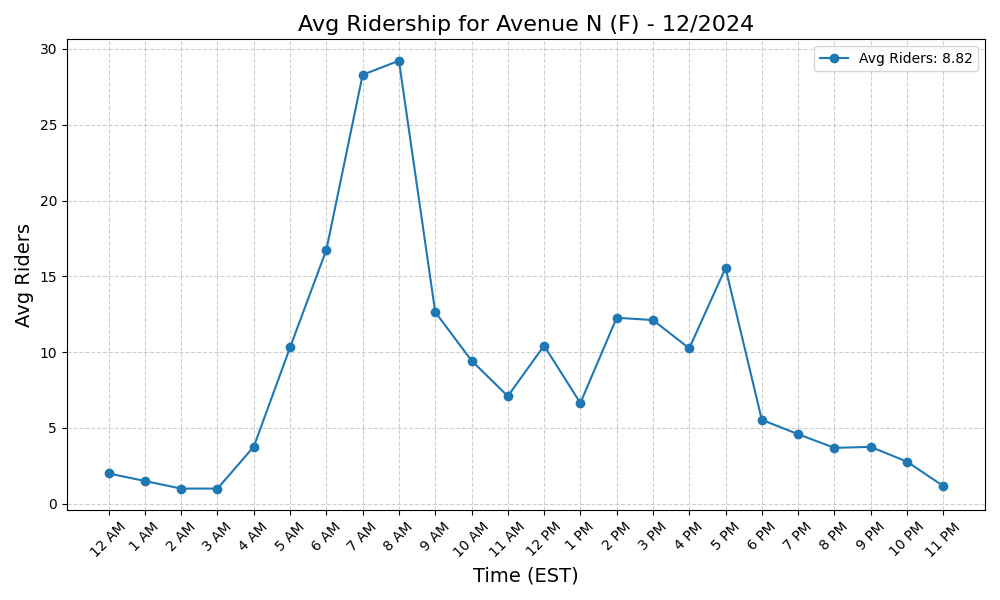 Avg Ridership for Avenue N (F) - 12/2024
Avg Riders: 8.82
Avg Riders
30
25
20
15
10
5
0
12 AM
1 AM
2 AM
3 AM
4 AM
5 AM
6 AM
7 AM
8 AM
9 AM
10 AM
11 AM
12 PM
1 PM
2 PM
3 PM
4 PM
5 PM
6 PM
7 PM
8 PM
9 PM
10 PM
11 PM
Time (EST)